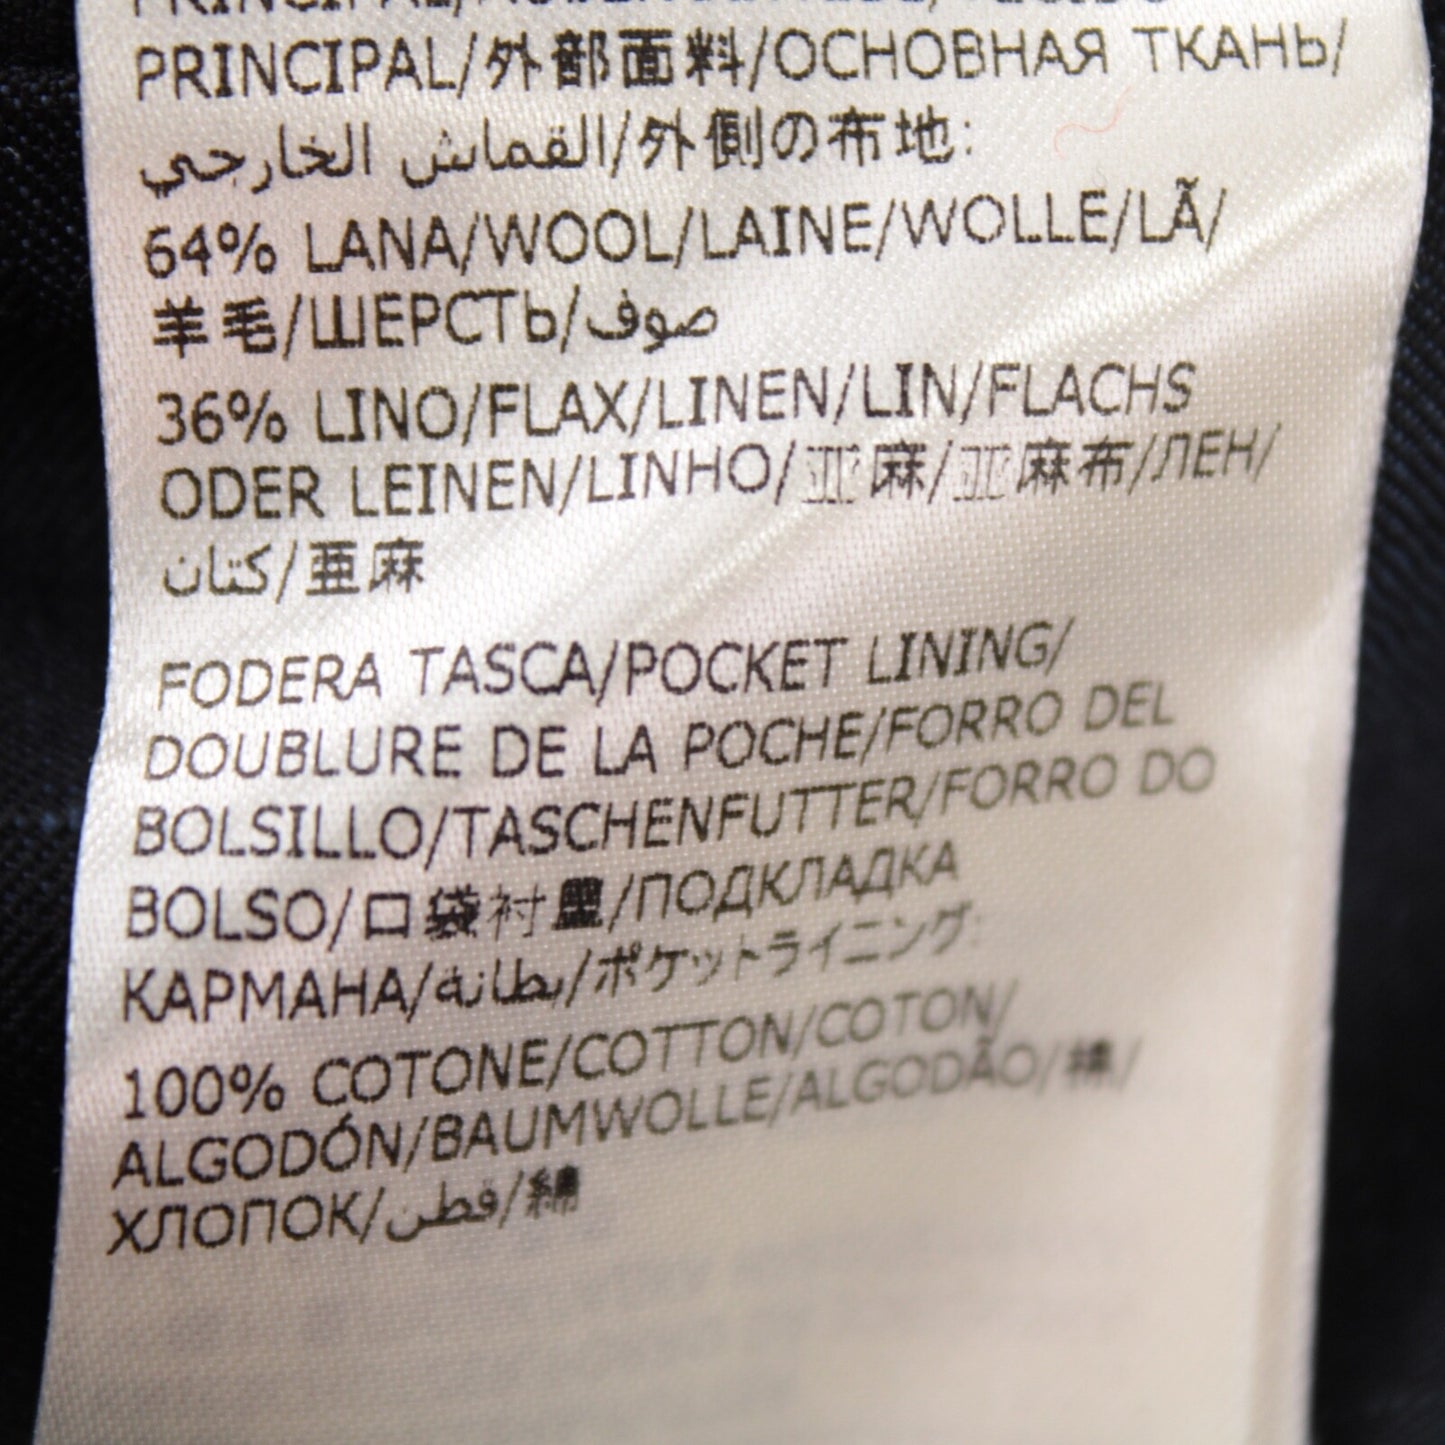 PRINCIPAL/外部面料/ОСНОВНАЯ ТКАНЬ/
القماش الخارجي/外側の布地:
64% LANA/WOOL/LAINE/WOLLE/LÃ/
羊毛/ШЕРСТЬ/صوف
36% LINO/FLAX/LINEN/LIN/FLACHS
ODER LEINEN/LINHO/亚麻/亚麻布/ЛЕН/
كتان/亜麻
FODERA TASCA/POCKET LINING/
DOUBLURE DE LA POCHE/FORRO DEL
BOLSILLO/TASCHENFUTTER/FORRO DO
BOLSO/口袋衬里/ПОДКЛАДКА
КАРМАНА/بطانة/ポケットライニング:
100% COTONE/COTTON/COTON/
ALGODÓN/BAUMWOLLE/ALGODÃO/棉/
ХЛОПОК/قطن/綿